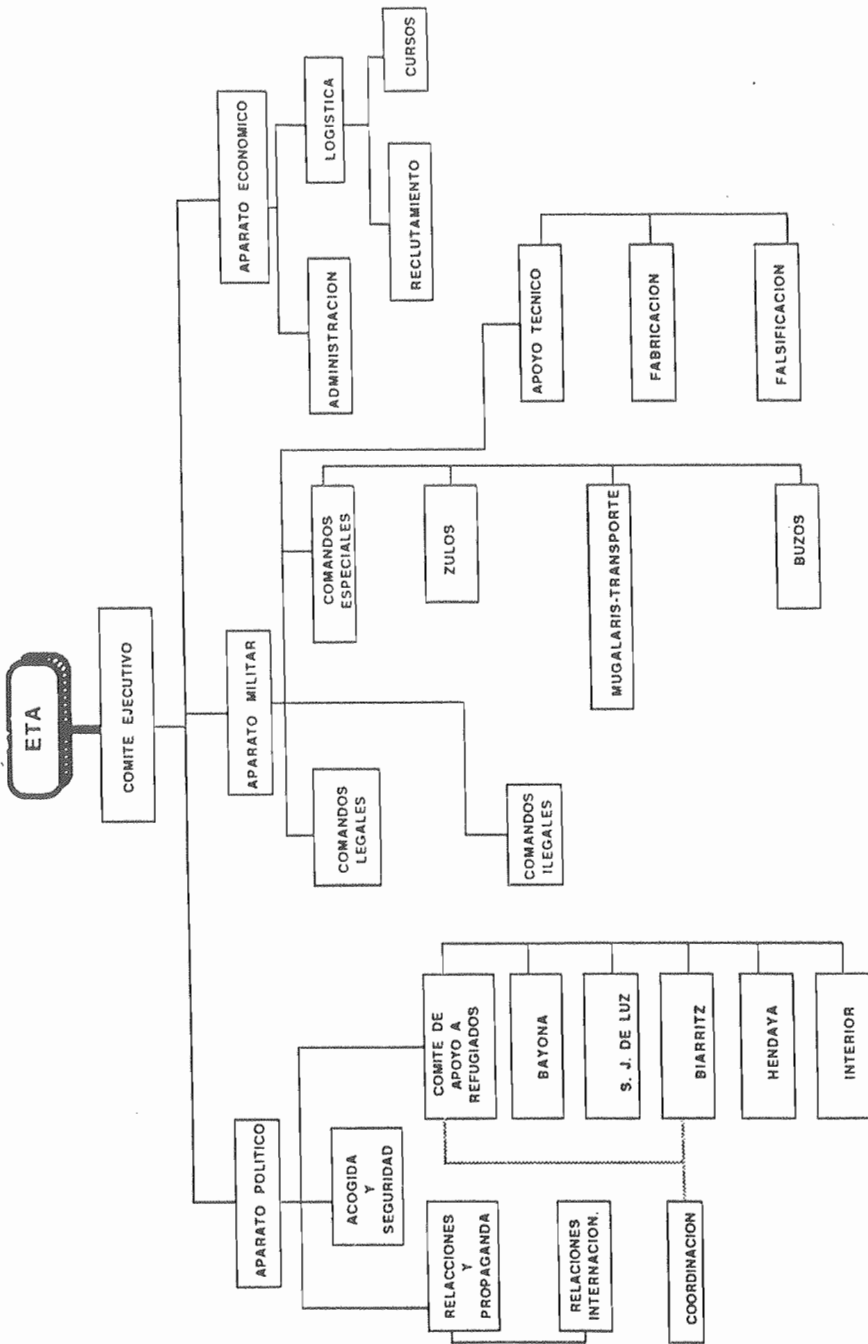 ETA
COMITE EJECUTIVO
APARATO POLITICO
APARATO MILITAR
APARATO ECONOMICO
ACOGIDA
Y
SEGURIDAD
RELACCIONES
Y
PROPAGANDA
RELACIONES
INTERNACION.
COORDINACION
COMITE DE
APOYO A
REFUGIADOS
BAYONA
S. J. DE LUZ
BIARRITZ
HENDAYA
INTERIOR
COMANDOS
LEGALES
COMANDOS
ILEGALES
COMANDOS
ESPECIALES
ZULOS
MUGALARIS-TRANSPORTE
BUZOS
APOYO TECNICO
FABRICACION
FALSIFICACION
ADMINISTRACION
LOGISTICA
RECLUTAMIENTO
CURSOS